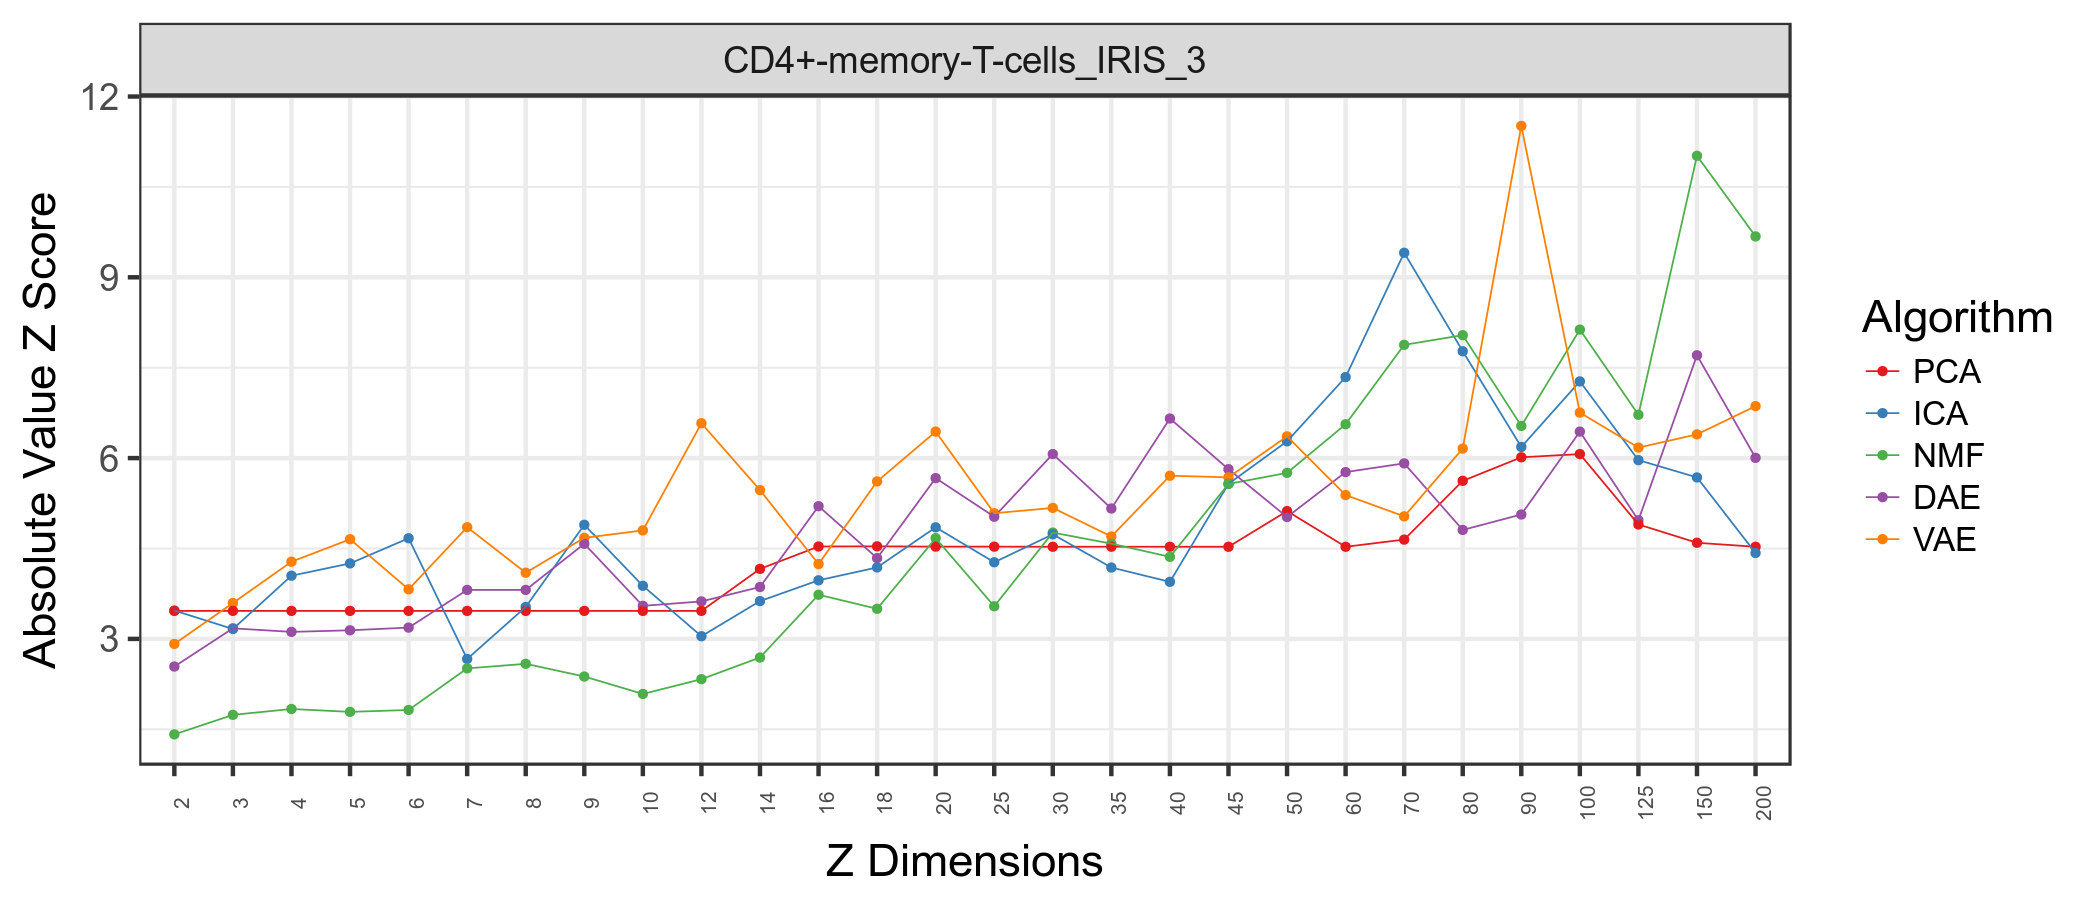 CD4+-memory-T-cells_IRIS_3
Absolute Value Z Score
12
9
6
3
2 3 4 5 6 7 8 9 10 12 14 16 18 20 25 30 35 40 45 50 60 70 80 90 100 125 150 200
Z Dimensions
Algorithm
PCA
ICA
NMF
DAE
VAE